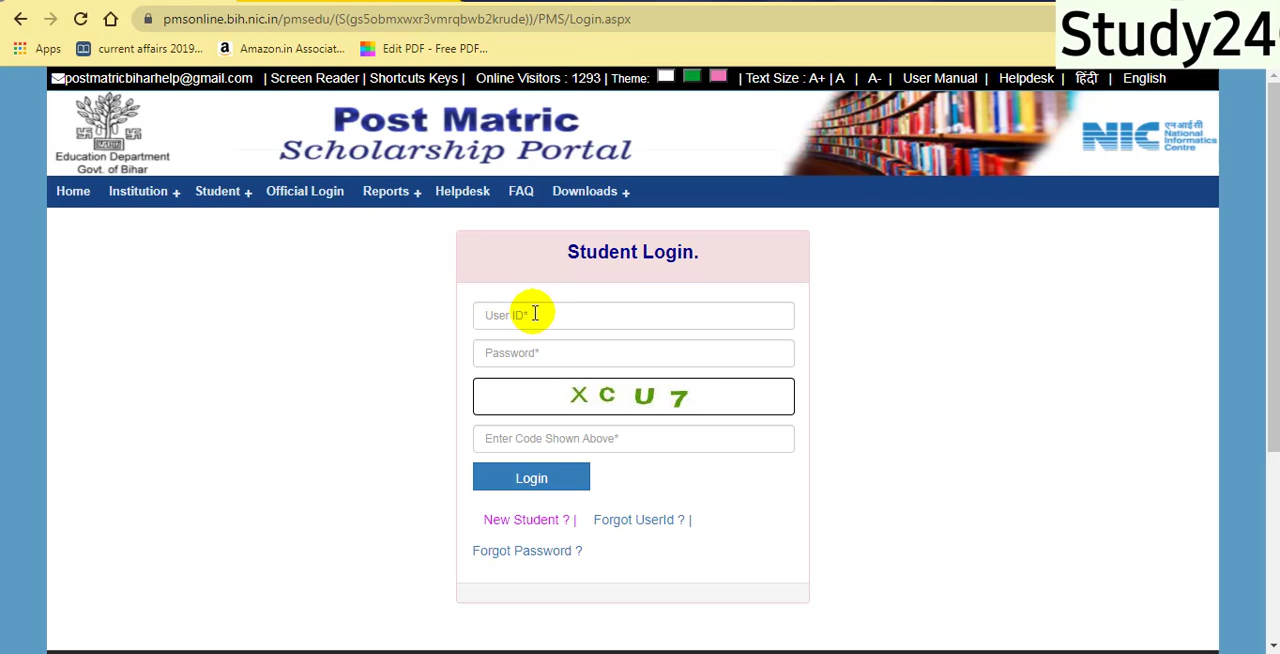 pmsonline.bih.nic.in/pmsedu/(S(gs5obmxwxr3vmrqbwb2krude))/PMS/Login.aspx
Study24
Apps current affairs 2019... Amazon.in Associat... Edit PDF - Free PDF...
postmatricbiharhelp@gmail.com | Screen Reader | Shortcuts Keys | Online Visitors : 1293 | Theme: | Text Size : A+ | A | A- | User Manual | Helpdesk | हिंदी | English
Post Matric
Scholarship Portal
Education Department
Govt. of Bihar
NIC एन आई सी
National
Informatics
Centre
Home Institution + Student + Official Login Reports + Helpdesk FAQ Downloads +
Student Login.
User ID*
Password*
X C U 7
Enter Code Shown Above*
Login
New Student ? | Forgot UserId ? |
Forgot Password ?